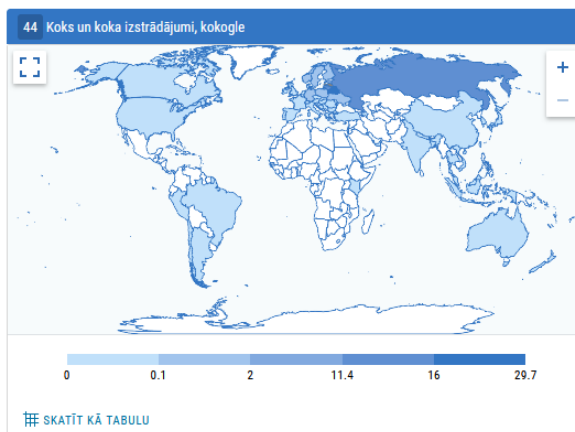 44 Koks un koka izstrādājumi, kokogle
+
−
0 0.1 2 11.4 16 29.7
SKATĪT KĀ TABULU